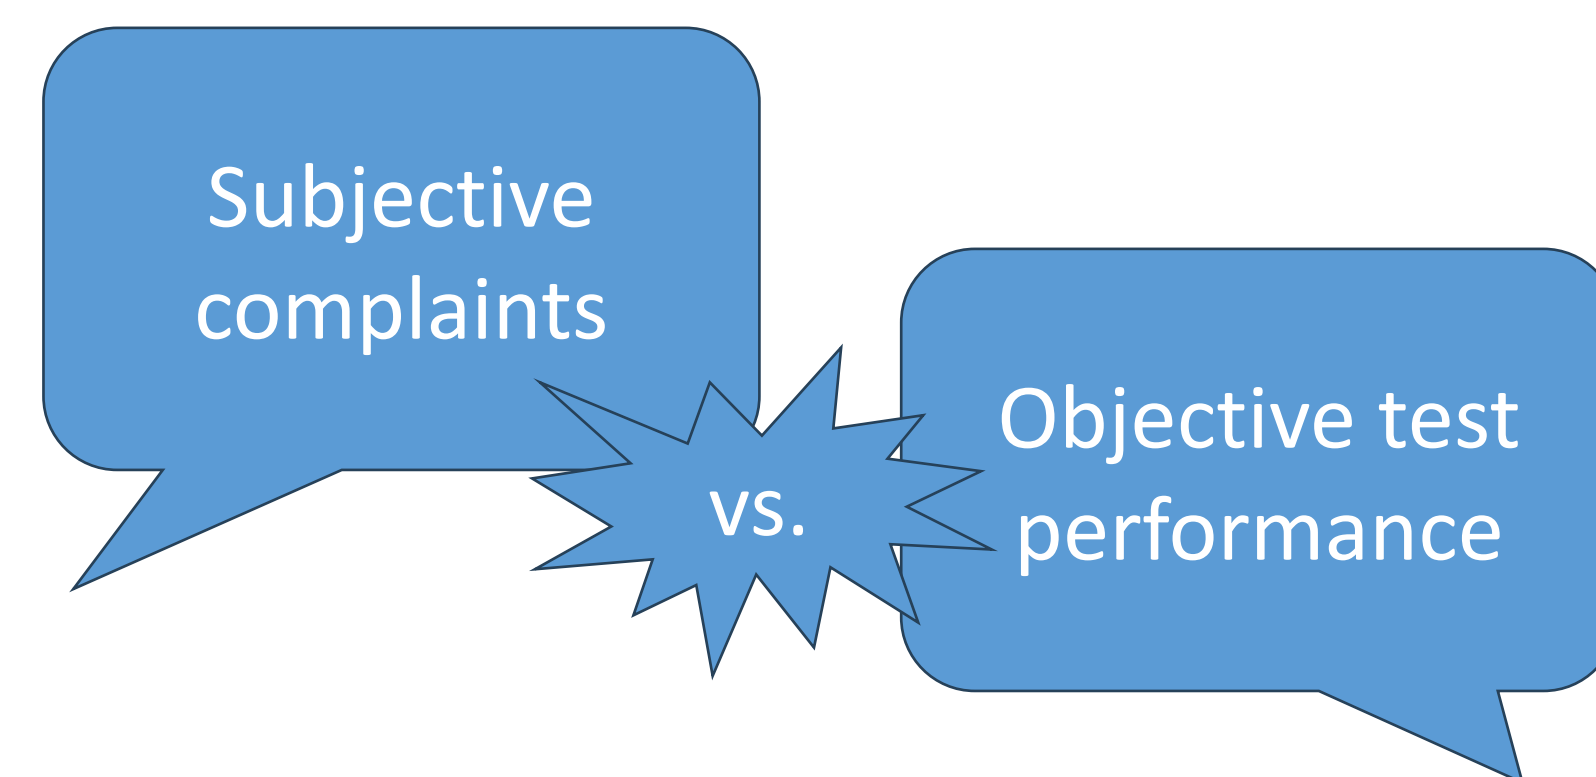 Subjective
complaints
vs.
Objective test
performance